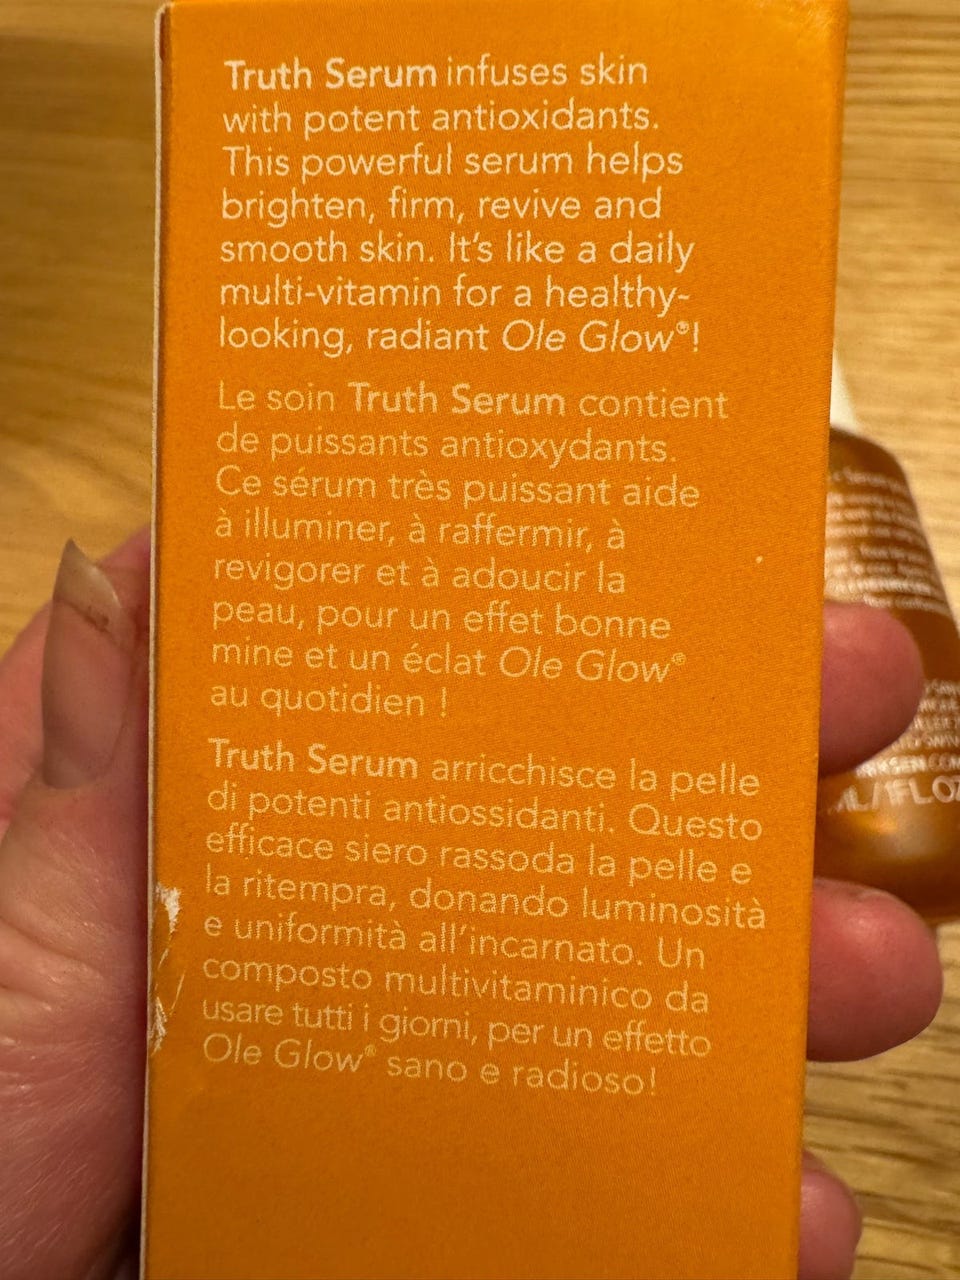 Truth Serum infuses skin
with potent antioxidants.
This powerful serum helps
brighten, firm, revive and
smooth skin. It's like a daily
multi-vitamin for a healthy-
looking, radiant Ole Glow®!
Le soin Truth Serum contient
de puissants antioxydants.
Ce sérum très puissant aide
à illuminer, à raffermir, à
revigorer et à adoucir la
peau, pour un effet bonne
mine et un éclat Ole Glow®
au quotidien !
Truth Serum arricchisce la pelle
di potenti antiossidanti. Questo
efficace siero rassoda la pelle e
la ritempra, donando luminosità
e uniformità all'incarnato. Un
composto multivitaminico da
usare tutti i giorni, per un effetto
Ole Glow® sano e radioso!
ML/1FL.OZ